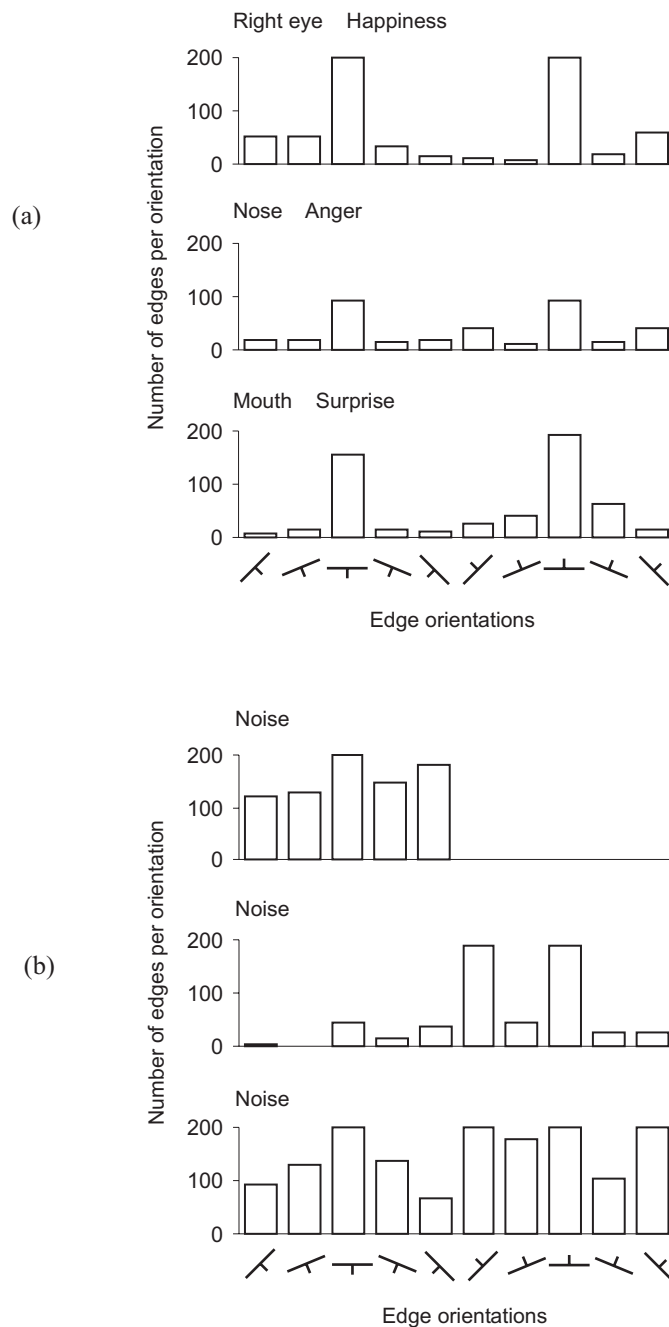 Right eye Happiness
200
100
0
(a)
Nose Anger
200
100
0
Number of edges per orientation
Mouth Surprise
200
100
0
Edge orientations
Noise
200
100
0
(b)
Noise
200
100
0
Number of edges per orientation
Noise
200
100
0
Edge orientations